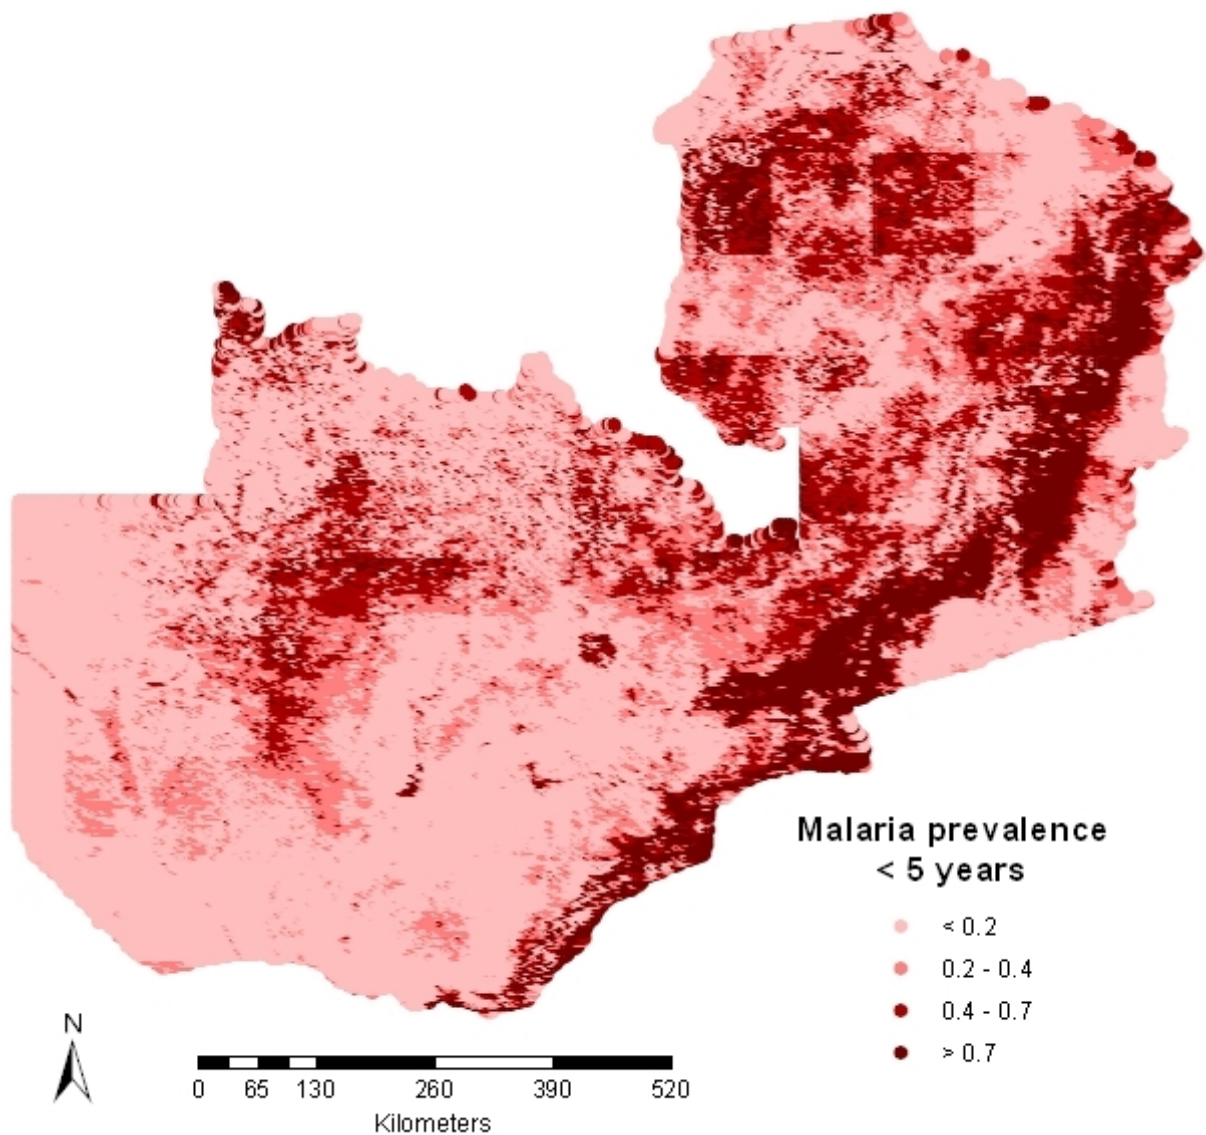 Malaria prevalence
< 5 years
< 0.2
0.2 - 0.4
0.4 - 0.7
> 0.7
N
0 65 130 260 390 520
Kilometers